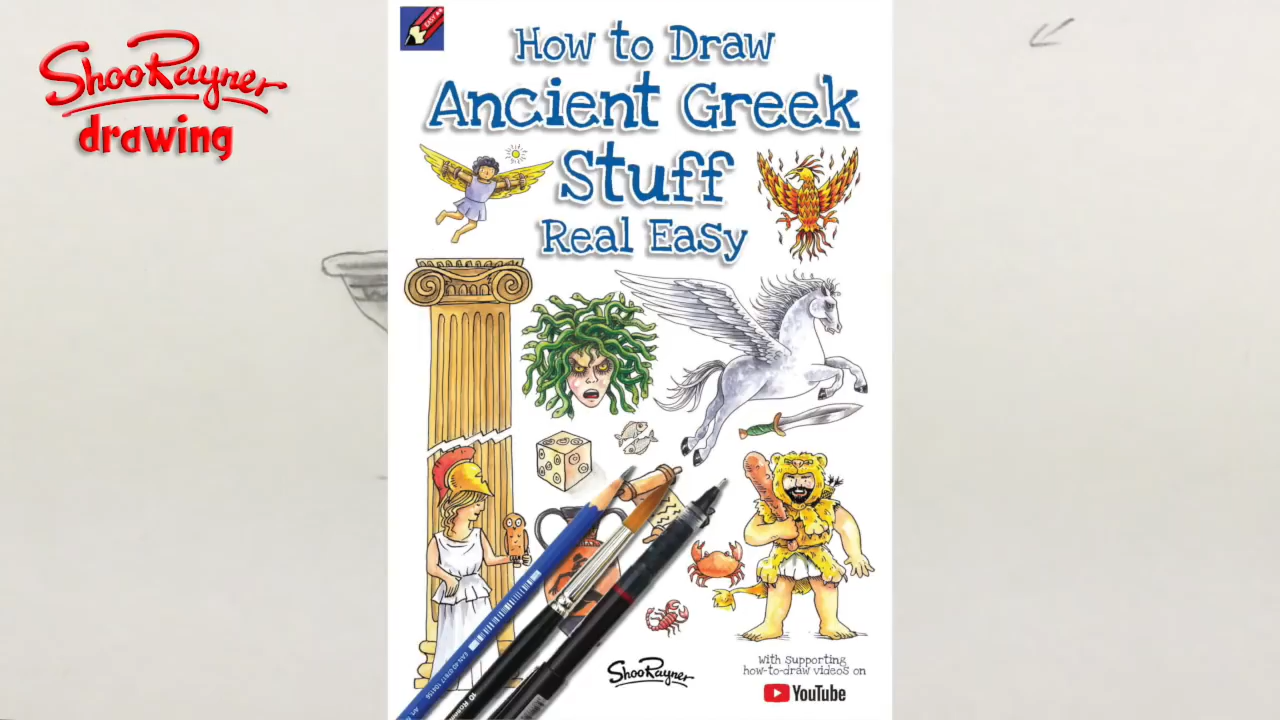 ShooRayner
drawing
EASY
How to Draw
Ancient Greek
Stuff
Real Easy
ShooRayner
With supporting
how-to-draw videos on
YouTube